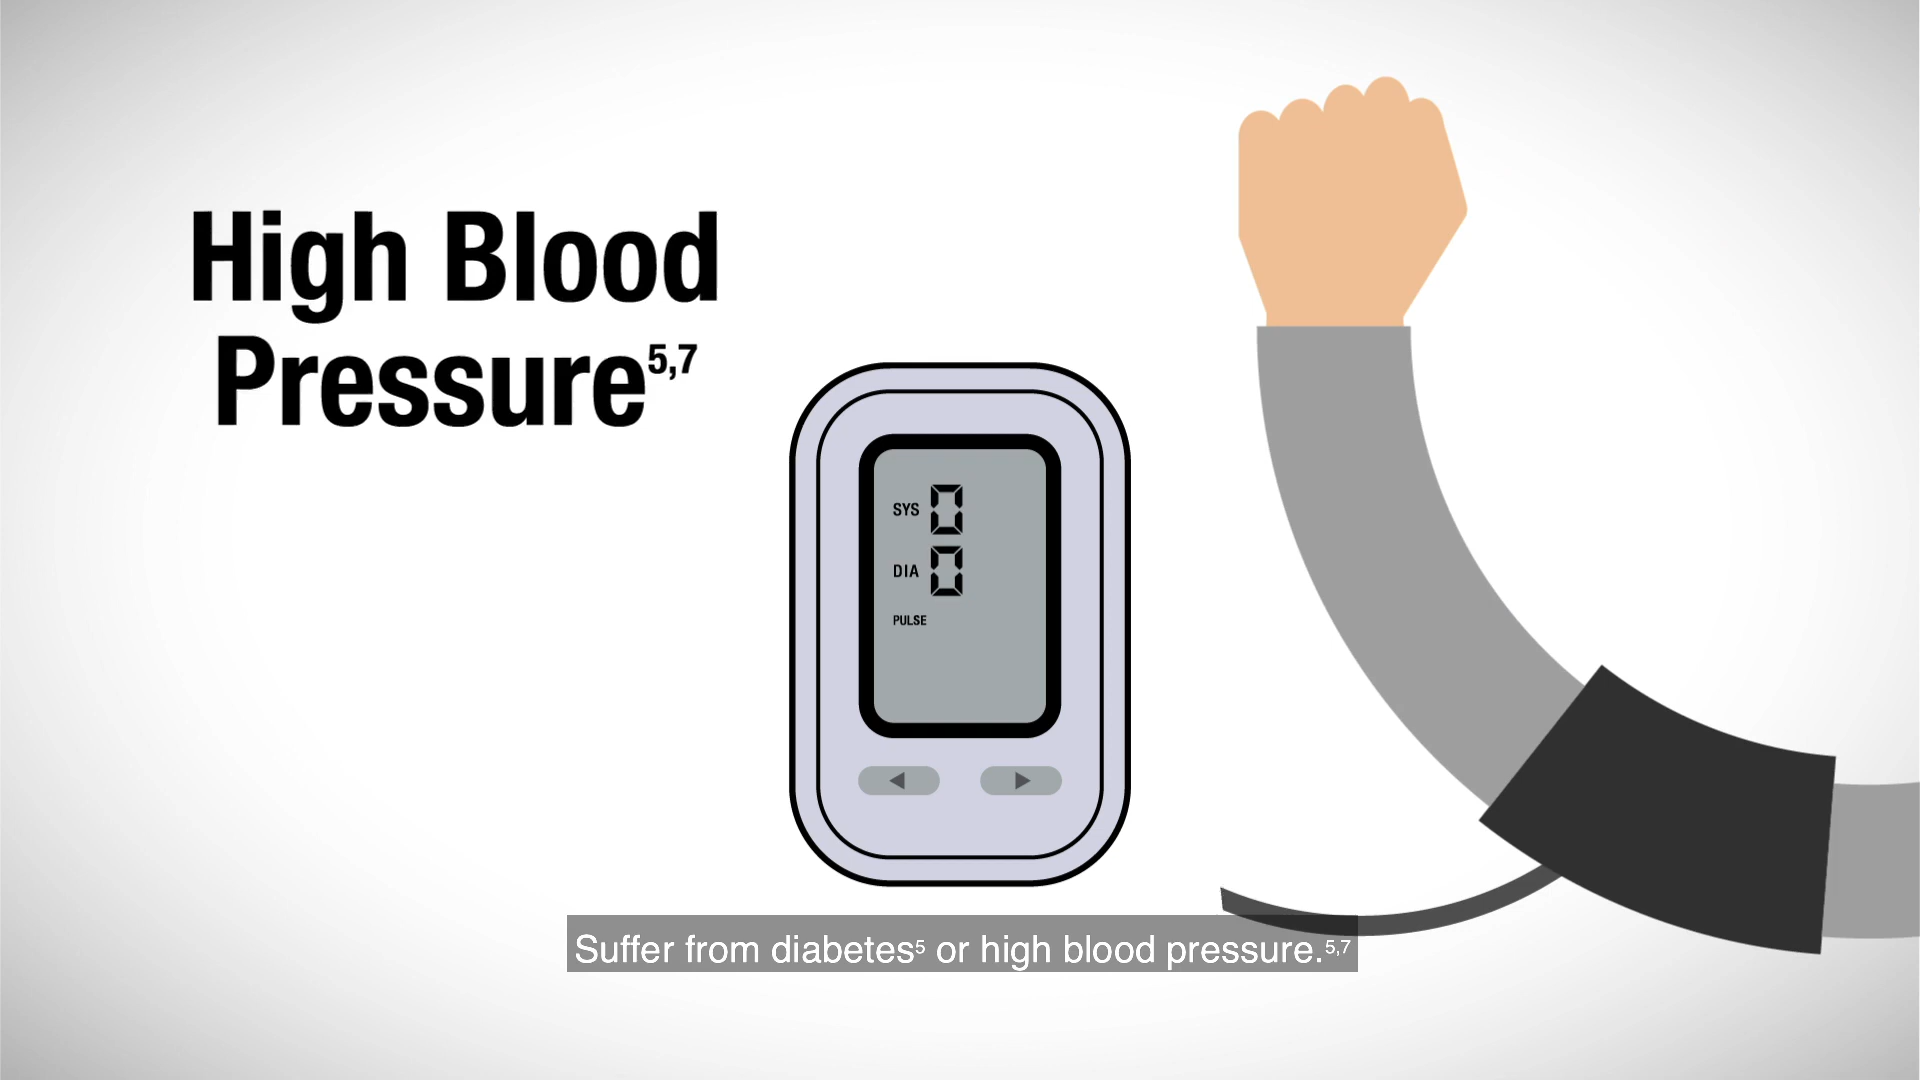 High Blood
Pressure5,7
SYS 0
DIA 0
PULSE
Suffer from diabetes5 or high blood pressure.5,7